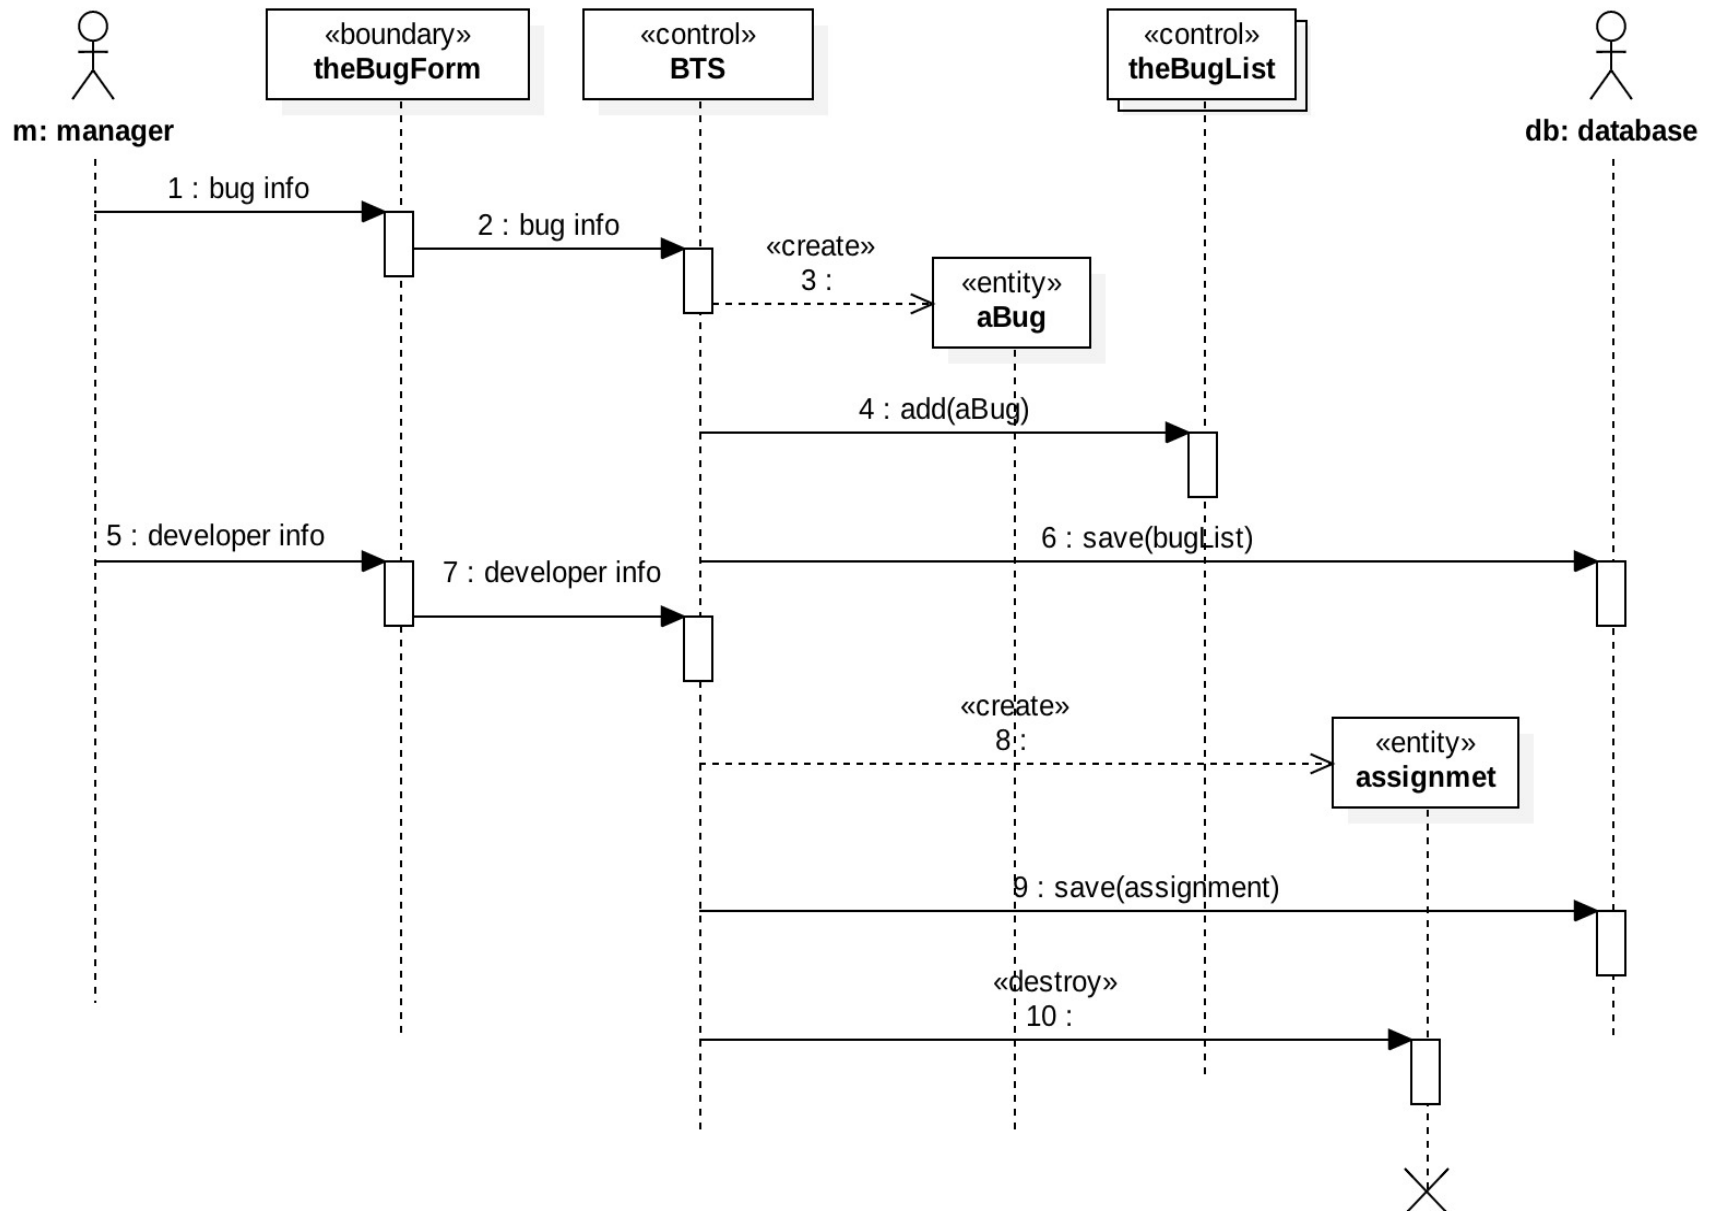 «boundary»
theBugForm
«control»
BTS
«control»
theBugList
m: manager
db: database
1 : bug info
2 : bug info
«create»
3 :
«entity»
aBug
4 : add(aBug)
5 : developer info
6 : save(bugList)
7 : developer info
«create»
8 :
«entity»
assignmet
9 : save(assignment)
«destroy»
10 :